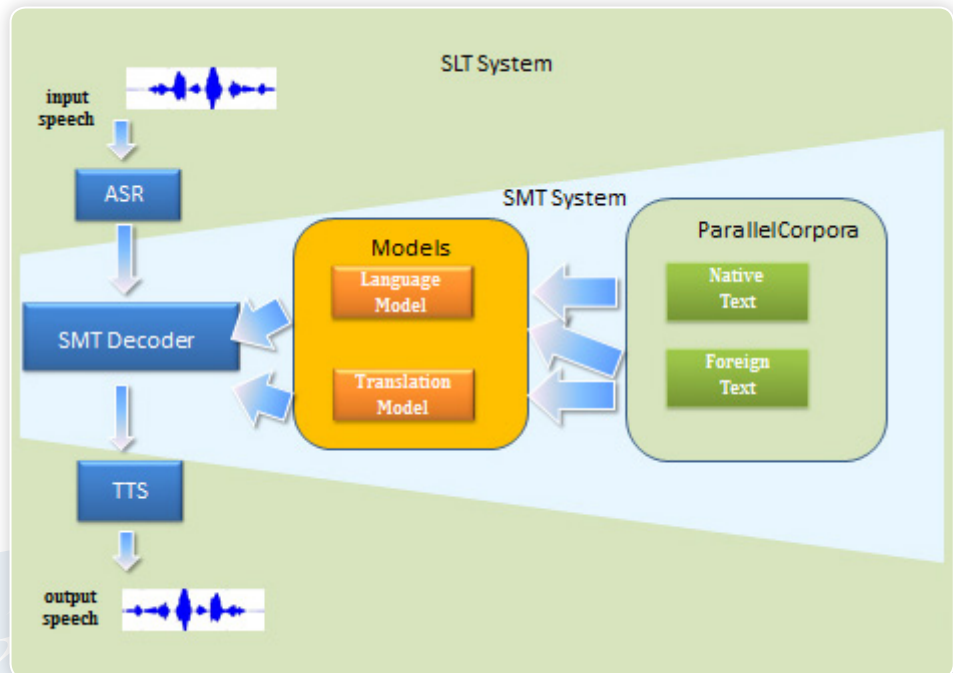 SLT System
input
speech
ASR
SMT System
Models
ParallelCorpora
Language
Model
Native
Text
SMT Decoder
Translation
Model
Foreign
Text
TTS
output
speech